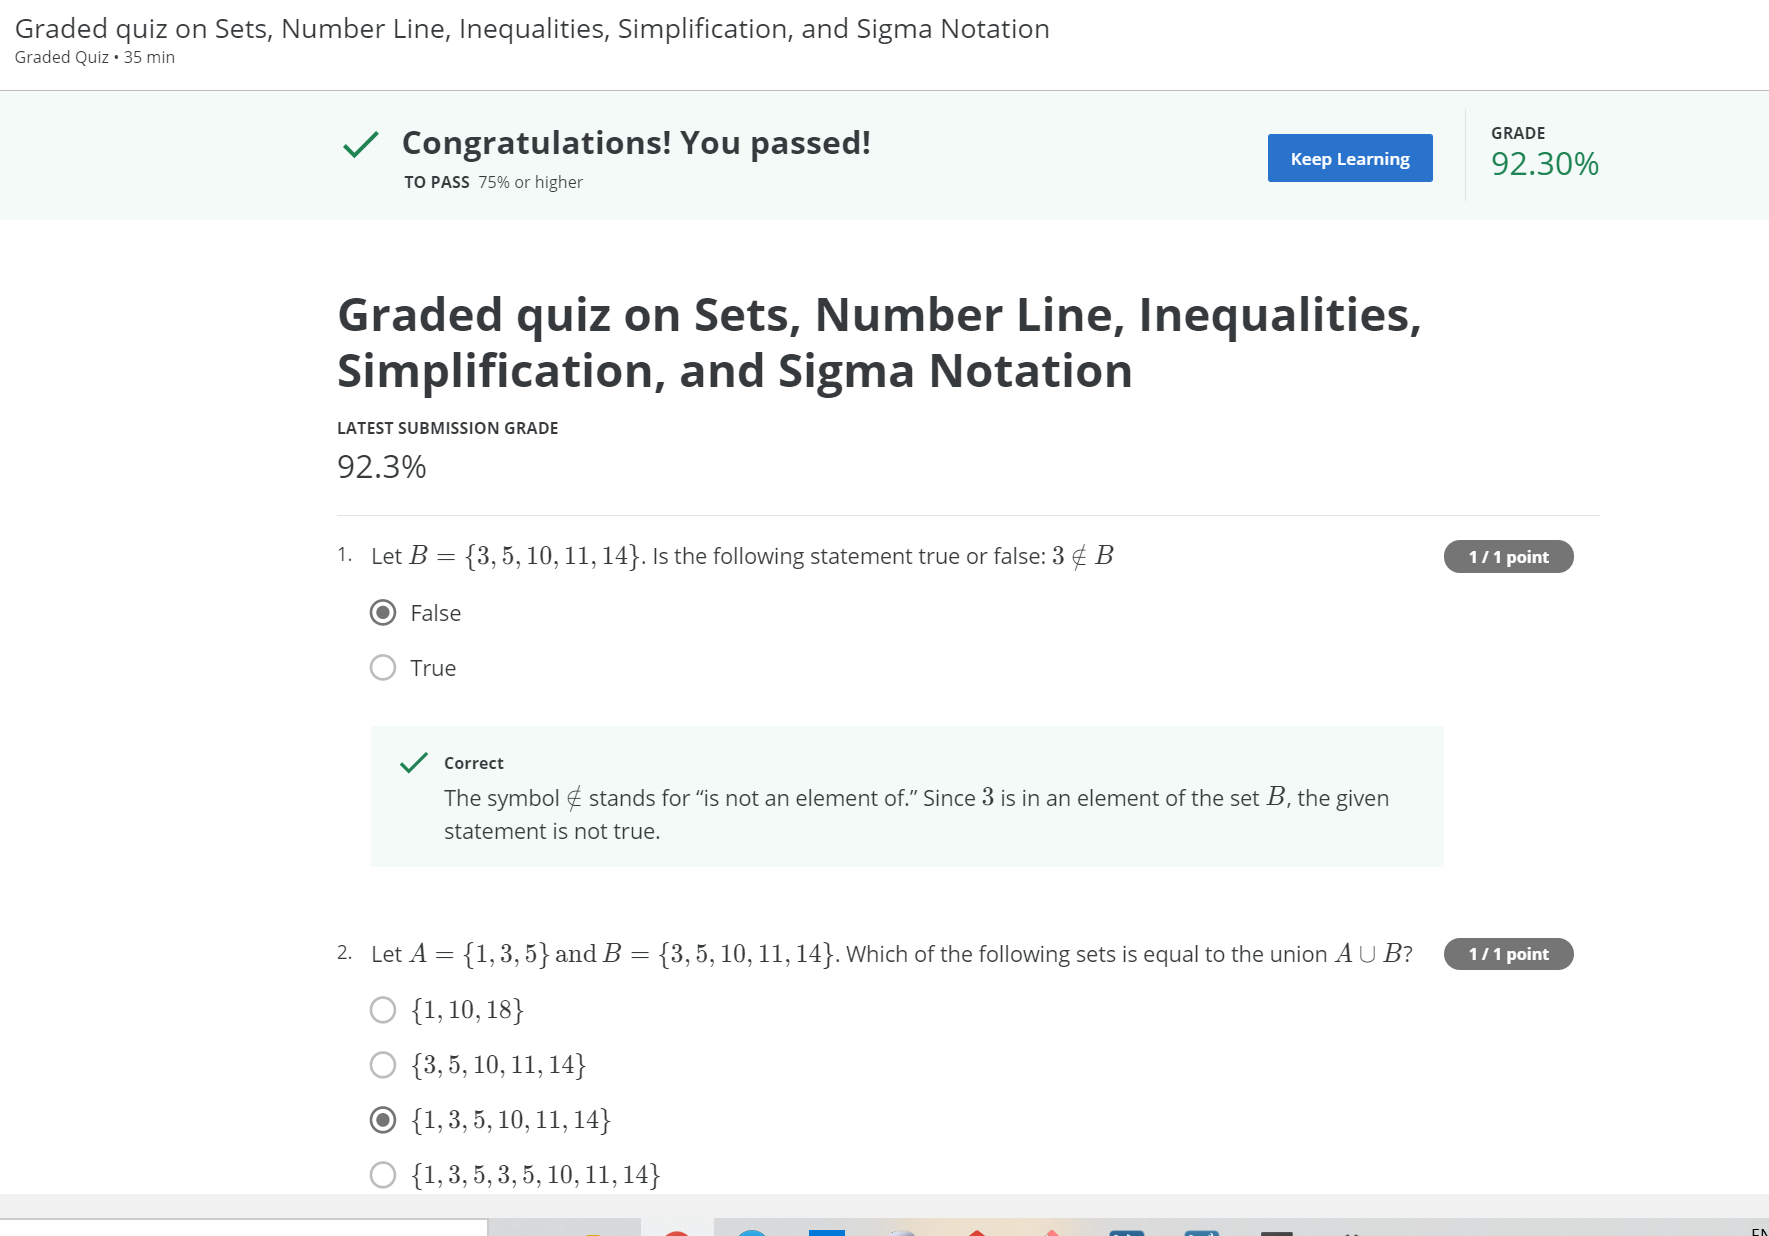 Graded quiz on Sets, Number Line, Inequalities, Simplification, and Sigma Notation
Graded Quiz • 35 min
Congratulations! You passed!
TO PASS 75% or higher
Keep Learning
GRADE
92.30%
Graded quiz on Sets, Number Line, Inequalities,
Simplification, and Sigma Notation
LATEST SUBMISSION GRADE
92.3%
1. Let B = {3, 5, 10, 11, 14}. Is the following statement true or false: 3 ∉ B
1 / 1 point
False
True
Correct
The symbol ∉ stands for “is not an element of.” Since 3 is in an element of the set B, the given
statement is not true.
2. Let A = {1, 3, 5} and B = {3, 5, 10, 11, 14}. Which of the following sets is equal to the union A ∪ B?
1 / 1 point
{1, 10, 18}
{3, 5, 10, 11, 14}
{1, 3, 5, 10, 11, 14}
{1, 3, 5, 3, 5, 10, 11, 14}